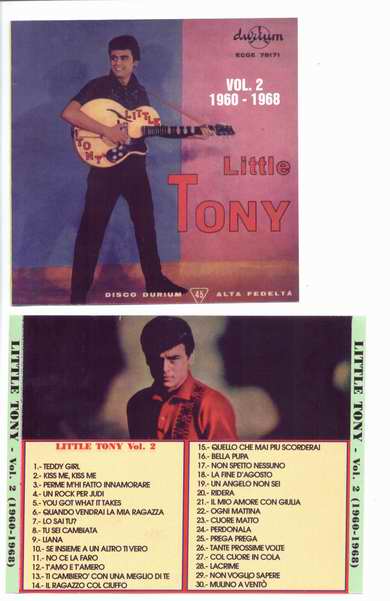 durium
ECGE 75171
VOL. 2
1960 - 1968
LITTLE
TONY
Little
TONY
DISCO DURIUM 45 ALTA FEDELTÀ
LITTLE TONY - Vol. 2 (1960-1968)
LITTLE TONY Vol. 2
1.- TEDDY GIRL
2.- KISS ME, KISS ME
3.- PERME M'HI FAITO INNAMORARE
4.- UN ROCK PER JUDI
5.- YOU GOT WHAT IT TAKES
6.- QUANDO VENDRAI LA MIA RAGAZZA
7.- LO SAI TU?
8.- TU SEI CAMBIATA
9.- LIANA
10.- SE INSIEME A UN ALTRO TI VERO
11.- NO CE LA FARO
12.- T'AMO E T'AMERO
13.- TI CAMBIERO' CON UNA MEGLIO DI TE
14.- IL RAGAZZO COL CIUFFO
15.- QUELLO CHE MAI PIU SCORDERAI
16.- BELLA PUPA
17.- NON SPETTO NESSUNO
18.- LA FINE D'AGOSTO
19.- UN ANGELO NON SEI
20.- RIDERA
21.- IL MIO AMORE CON GIULIA
22.- OGNI MATTINA
23.- CUORE MATTO
24.- PERDONALA
25.- PREGA PREGA
26.- TANTE PROSSIME VOLTE
27.- COL CUORE IN COLA
28.- LACRIME
29.- NON VOGLIO SAPERE
30.- MULINO A VENTÒ
LITTLE TONY - Vol. 2 (1960-1968)